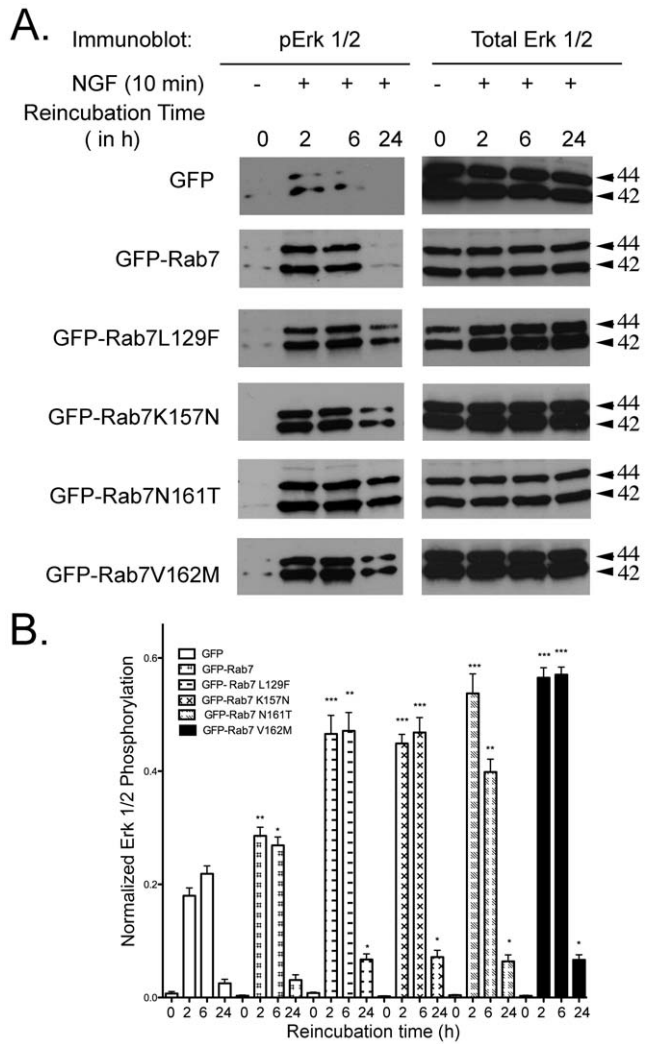 A.
Immunoblot: pErk 1/2 Total Erk 1/2
NGF (10 min) - + + + - + + +
Reincubation Time
( in h) 0 2 6 24 0 2 6 24
GFP 44
42
GFP-Rab7 44
42
GFP-Rab7L129F 44
42
GFP-Rab7K157N 44
42
GFP-Rab7N161T 44
42
GFP-Rab7V162M 44
42
B.
Normalized Erk 1/2 Phosphorylation
0.6
0.4
0.2
0.0
GFP
GFP-Rab7
GFP- Rab7 L129F
GFP-Rab7 K157N
GFP-Rab7 N161T
GFP-Rab7 V162M
** * *** ** * *** *** * *** ** * *** *** *
0 2 6 24 0 2 6 24 0 2 6 24 0 2 6 24 0 2 6 24 0 2 6 24
Reincubation time (h)